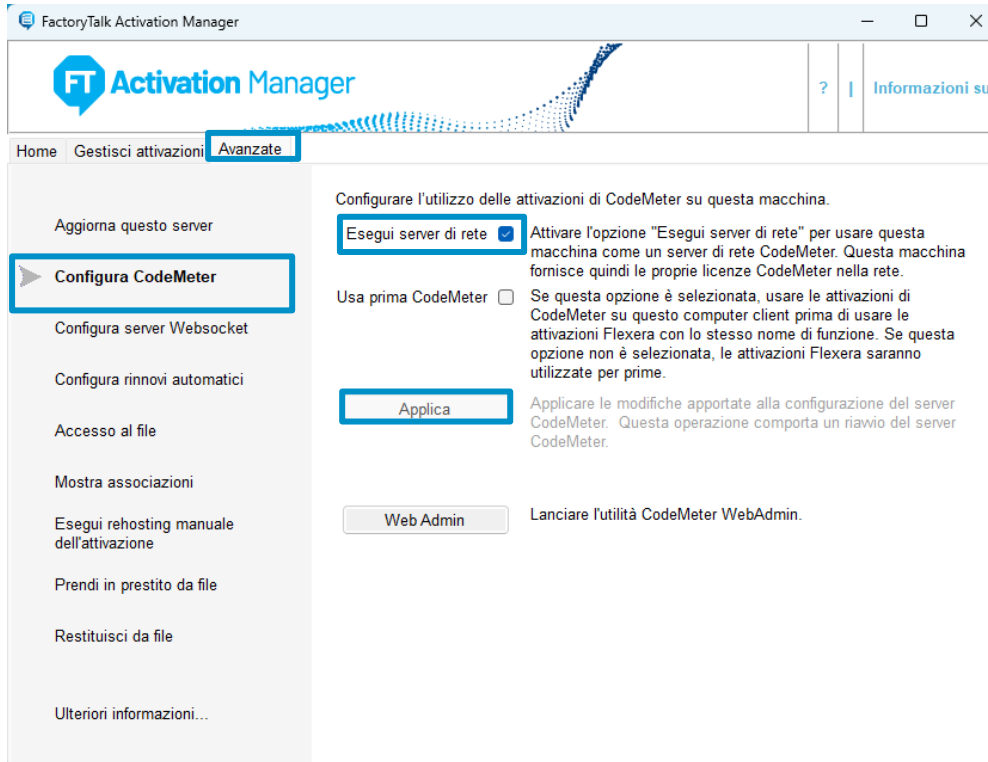 FactoryTalk Activation Manager
FT Activation Manager
? | Informazioni su
Home Gestisci attivazioni Avanzate
Aggiorna questo server
Configura CodeMeter
Configura server Websocket
Configura rinnovi automatici
Accesso al file
Mostra associazioni
Esegui rehosting manuale
dell'attivazione
Prendi in prestito da file
Restituisci da file
Ulteriori informazioni...
Configurare l'utilizzo delle attivazioni di CodeMeter su questa macchina.
Esegui server di rete
Attivare l'opzione "Esegui server di rete" per usare questa
macchina come un server di rete CodeMeter. Questa macchina
fornisce quindi le proprie licenze CodeMeter nella rete.
Usa prima CodeMeter
Se questa opzione è selezionata, usare le attivazioni di
CodeMeter su questo computer client prima di usare le
attivazioni Flexera con lo stesso nome di funzione. Se questa
opzione non è selezionata, le attivazioni Flexera saranno
utilizzate per prime.
Applica
Applicare le modifiche apportate alla configurazione del server
CodeMeter. Questa operazione comporta un riavvio del server
CodeMeter.
Web Admin
Lanciare l'utilità CodeMeter WebAdmin.